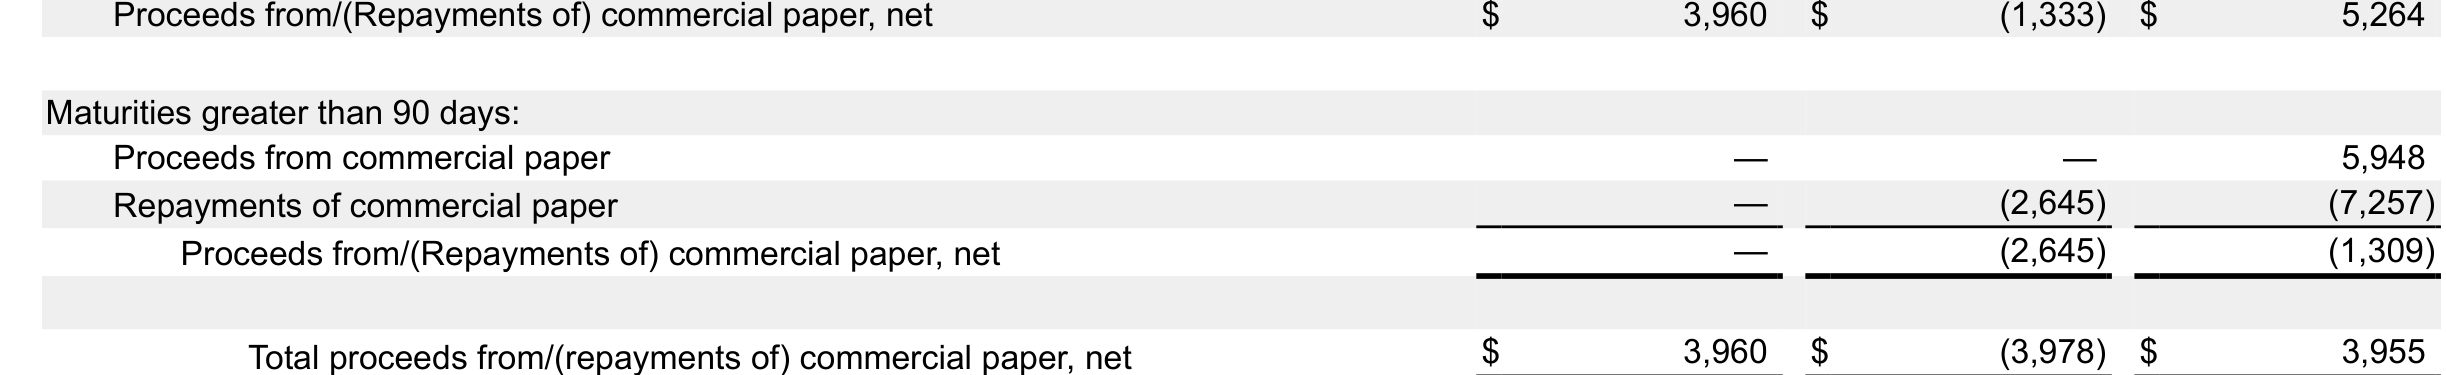 Proceeds from/(Repayments of) commercial paper, net $ 3,960 $ (1,333) $ 5,264
Maturities greater than 90 days:
Proceeds from commercial paper — — 5,948
Repayments of commercial paper — (2,645) (7,257)
Proceeds from/(Repayments of) commercial paper, net — (2,645) (1,309)
Total proceeds from/(repayments of) commercial paper, net $ 3,960 $ (3,978) $ 3,955